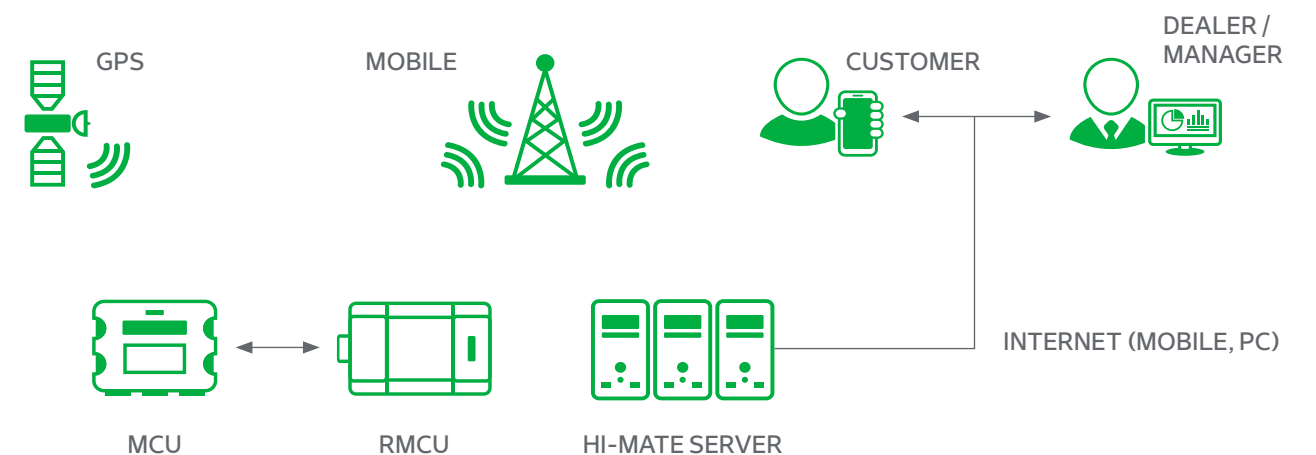 GPS
MOBILE
CUSTOMER
DEALER /
MANAGER
INTERNET (MOBILE, PC)
MCU
RMCU
HI-MATE SERVER